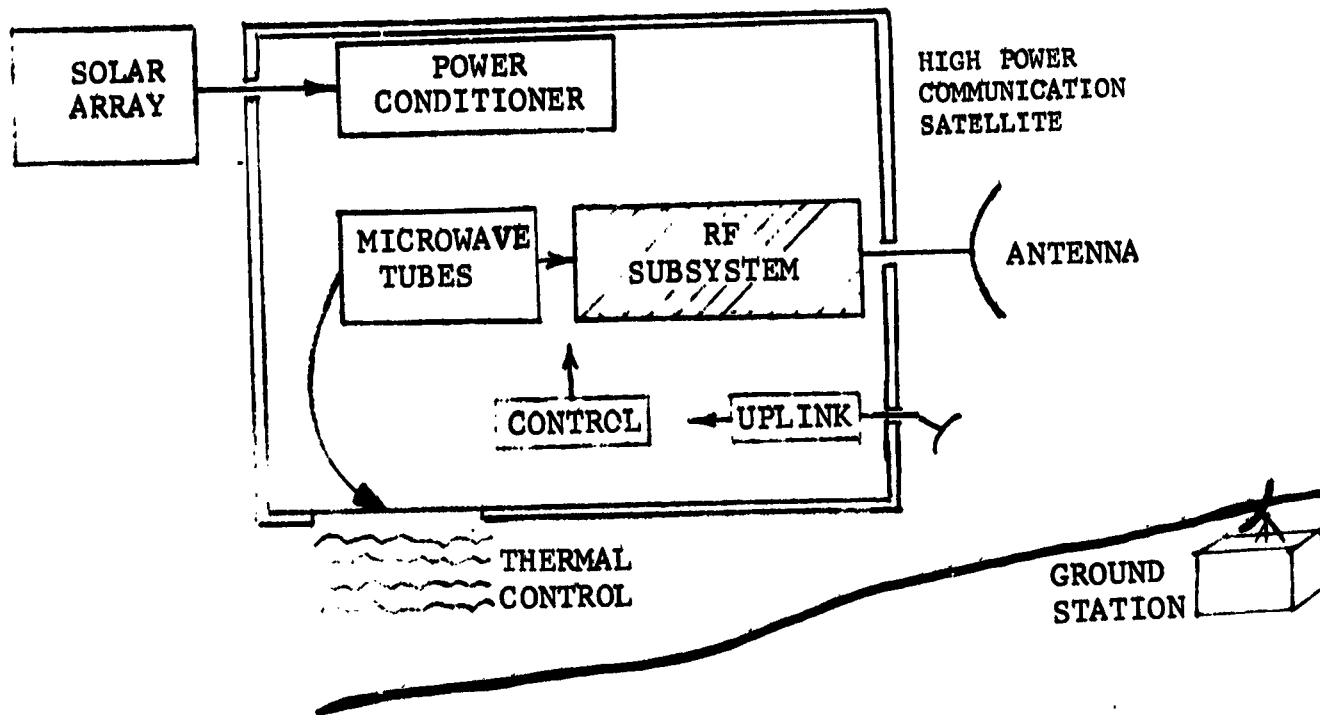 SOLAR
ARRAY
POWER
CONDITIONER
HIGH POWER
COMMUNICATION
SATELLITE
MICROWAVE
TUBES
RF
SUBSYSTEM
ANTENNA
CONTROL
UPLINK
THERMAL
CONTROL
GROUND
STATION